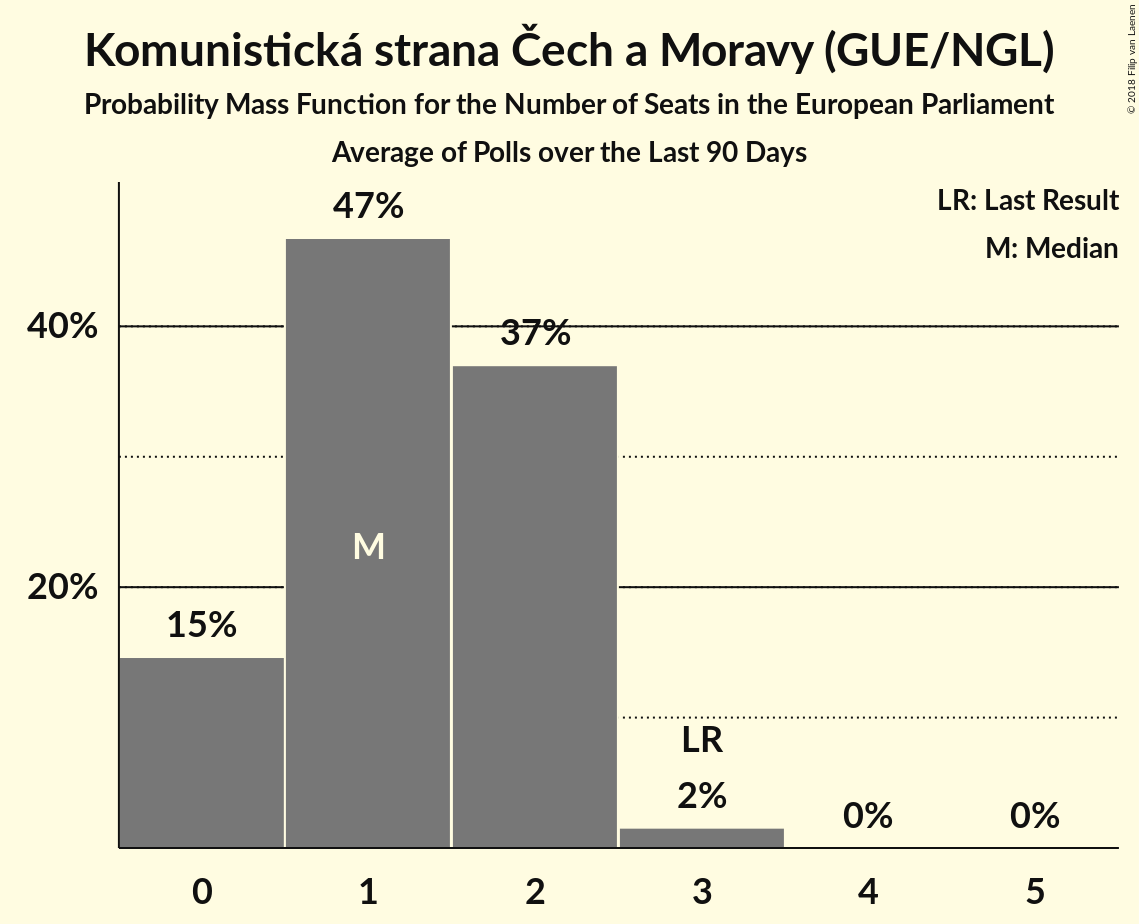 Komunistická strana Čech a Moravy (GUE/NGL)
Probability Mass Function for the Number of Seats in the European Parliament
Average of Polls over the Last 90 Days
© 2018 Filip van Laenen
LR: Last Result
M: Median
47%
40%
37%
M
20%
15%
LR
2%
0%
0%
0 1 2 3 4 5